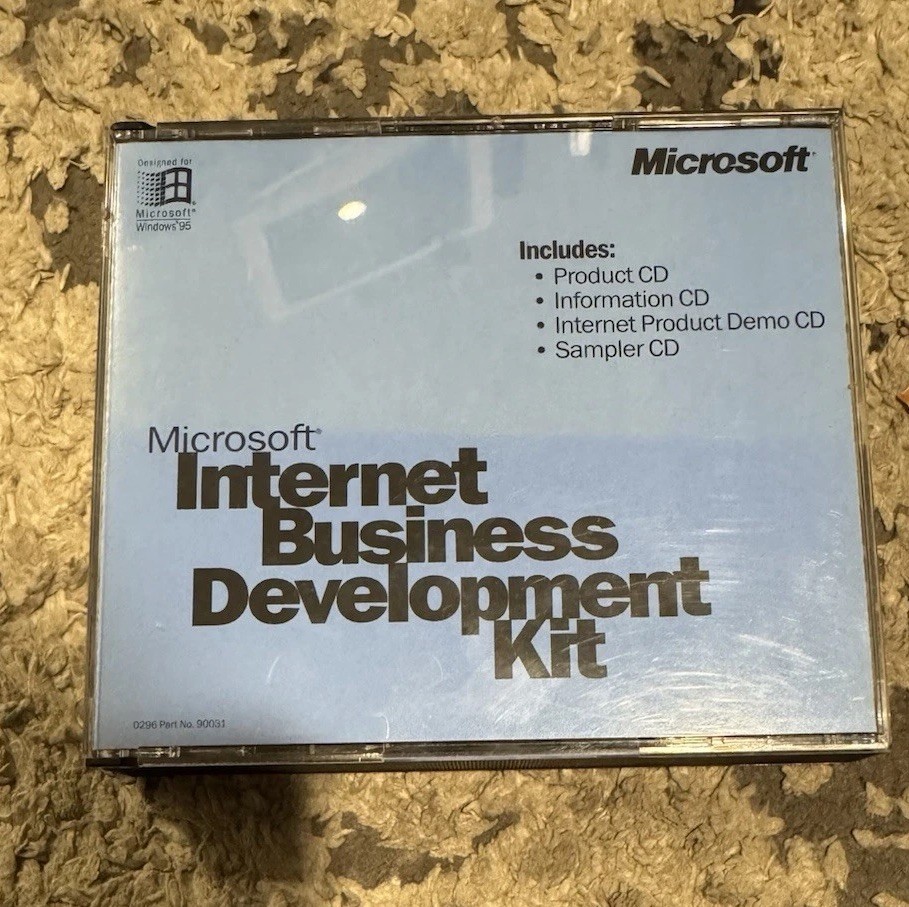 Designed for
Microsoft®
Windows®95
Microsoft®
Includes:
• Product CD
• Information CD
• Internet Product Demo CD
• Sampler CD
Microsoft®
Internet
Business
Development
Kit
0296 Part No. 90031